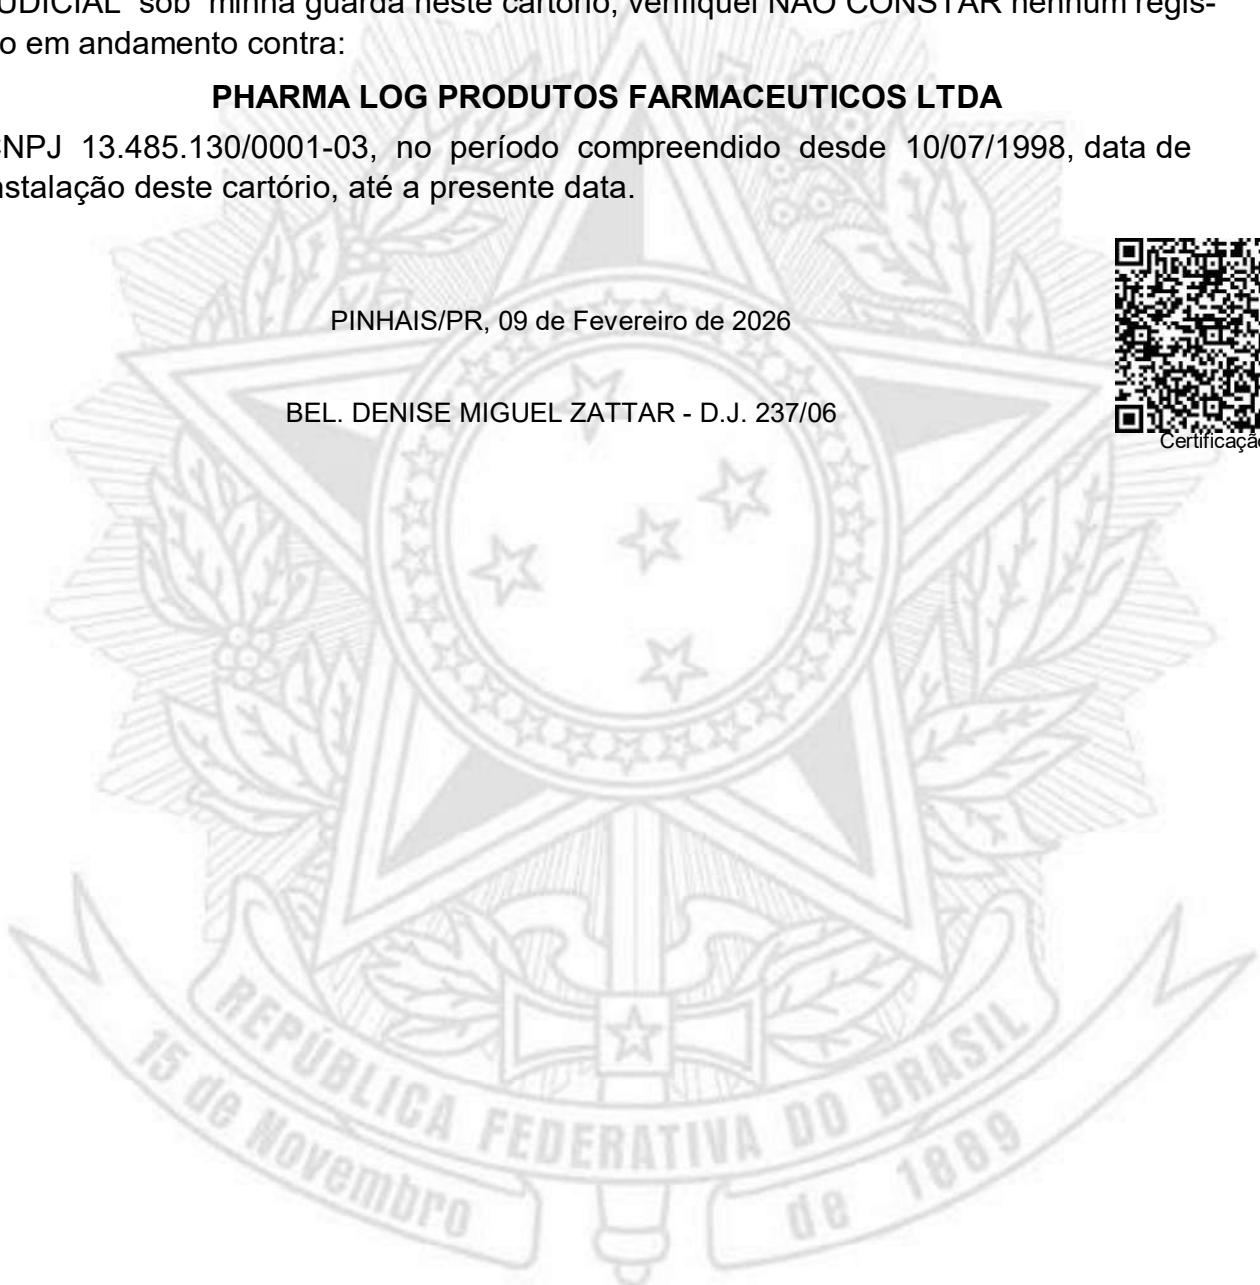 UDICIAL sob minha guarda neste cartório, verifiquei NÃO CONSTAR nenhum regis-
o em andamento contra:
PHARMA LOG PRODUTOS FARMACEUTICOS LTDA
CNPJ 13.485.130/0001-03, no período compreendido desde 10/07/1998, data de
nstalação deste cartório, até a presente data.
PINHAIS/PR, 09 de Fevereiro de 2026
BEL. DENISE MIGUEL ZATTAR - D.J. 237/06
Certificação
REPÚBLICA FEDERATIVA DO BRASIL
15 de Novembro de 1889